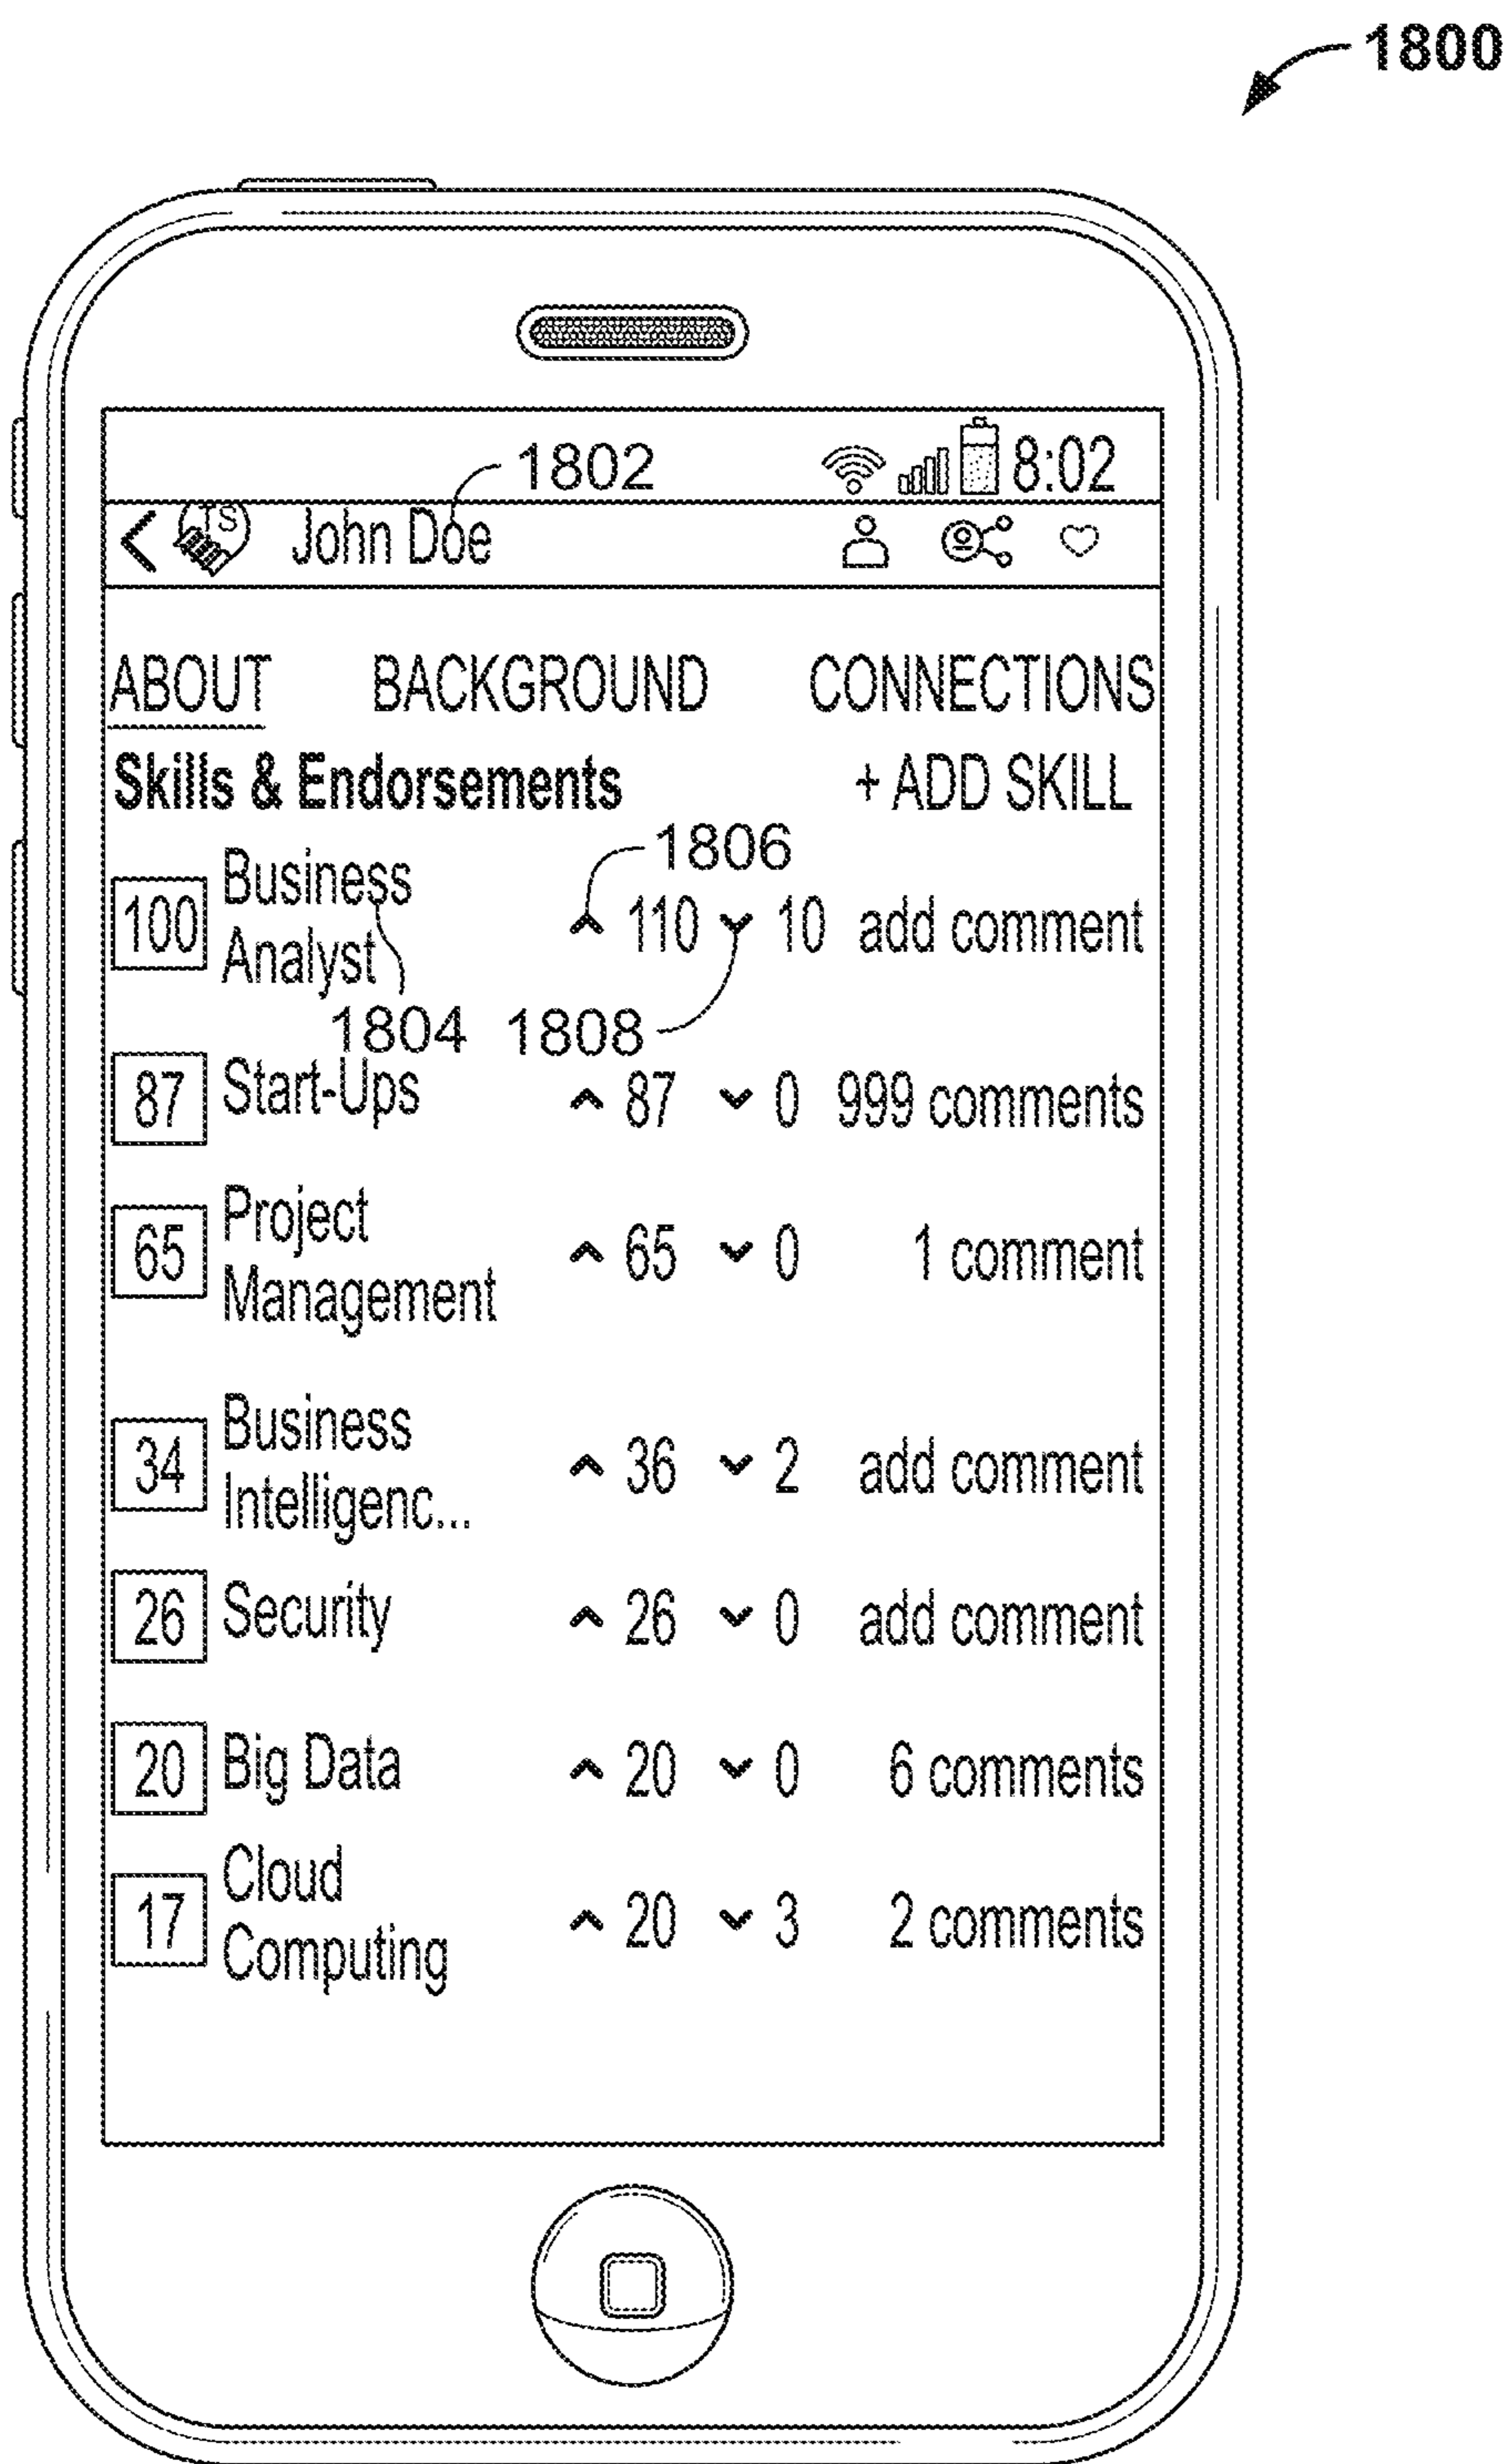 1800
1802
8:02
TS
John Doe
ABOUT BACKGROUND CONNECTIONS
Skills & Endorsements + ADD SKILL
1806
100 Business Analyst 110 10 add comment
1804 1808
87 Start-Ups 87 0 999 comments
65 Project Management 65 0 1 comment
34 Business Intelligenc... 36 2 add comment
26 Security 26 0 add comment
20 Big Data 20 0 6 comments
17 Cloud Computing 20 3 2 comments